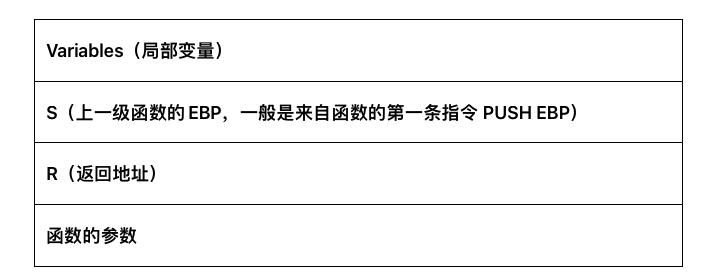 Variables（局部变量）
S（上一级函数的 EBP，一般是来自函数的第一条指令 PUSH EBP）
R（返回地址）
函数的参数